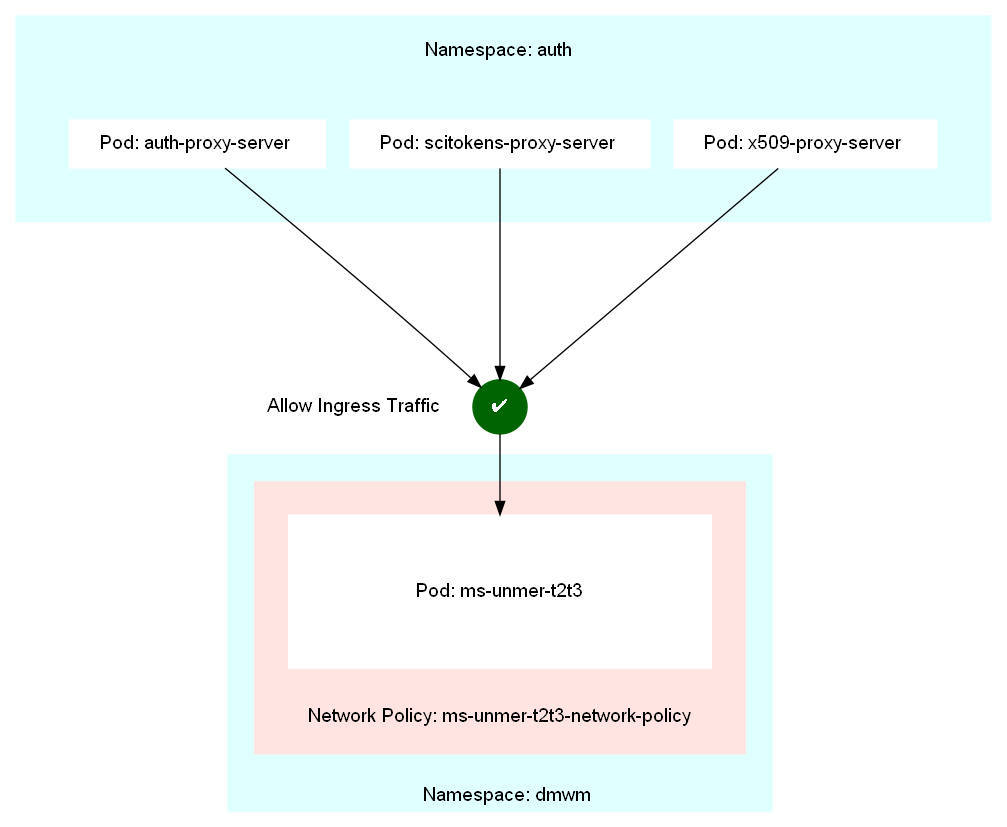 Namespace: auth
Pod: auth-proxy-server
Pod: scitokens-proxy-server
Pod: x509-proxy-server
Allow Ingress Traffic
✔
Pod: ms-unmer-t2t3
Network Policy: ms-unmer-t2t3-network-policy
Namespace: dmwm